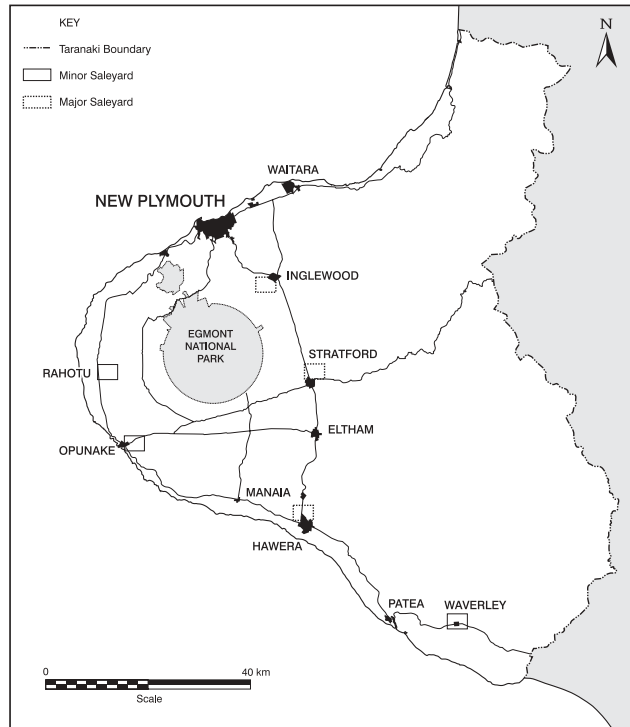 KEY
Taranaki Boundary
Minor Saleyard
Major Saleyard
N
WAITARA
NEW PLYMOUTH
INGLEWOOD
EGMONT
NATIONAL
PARK
STRATFORD
RAHOTU
ELTHAM
OPUNAKE
MANAIA
HAWERA
PATEA
WAVERLEY
0
40 km
Scale